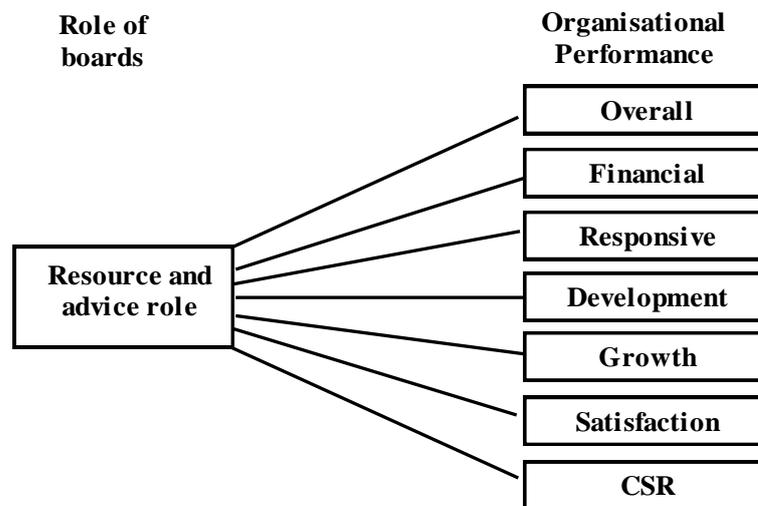 Role of
boards
Organisational
Performance
Overall
Financial
Responsive
Resource and
advice role
Development
Growth
Satisfaction
CSR